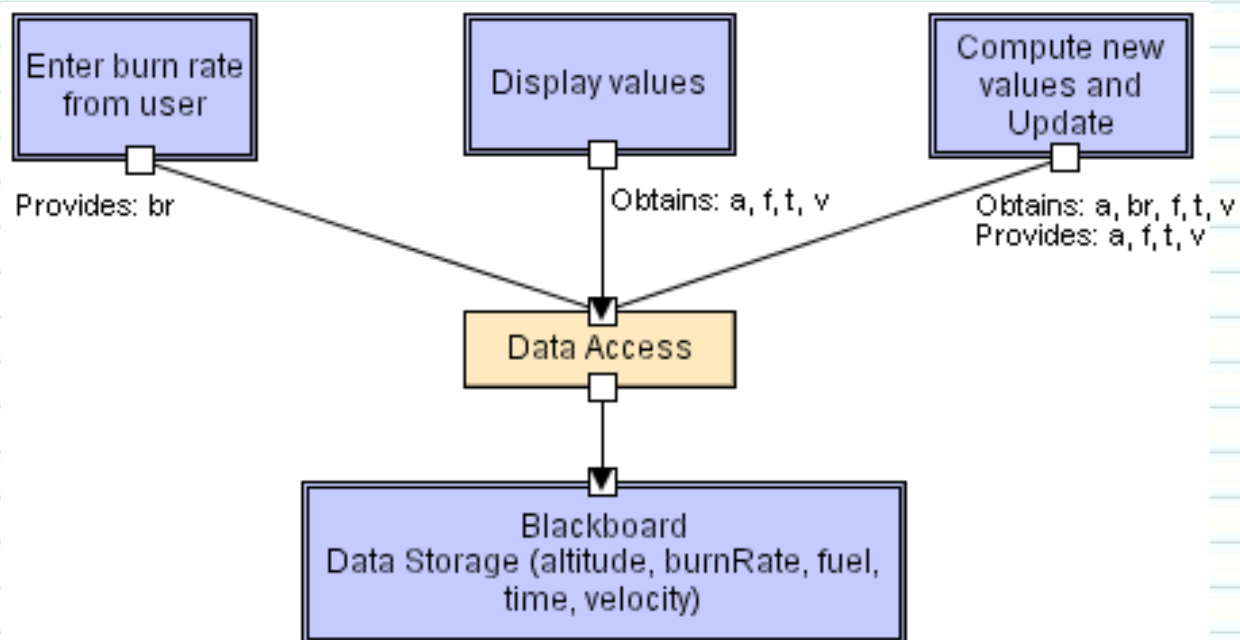 Enter burn rate
from user
Display values
Compute new
values and
Update
Provides: br
Obtains: a, f, t, v
Obtains: a, br, f, t, v
Provides: a, f, t, v
Data Access
Blackboard
Data Storage (altitude, burnRate, fuel,
time, velocity)